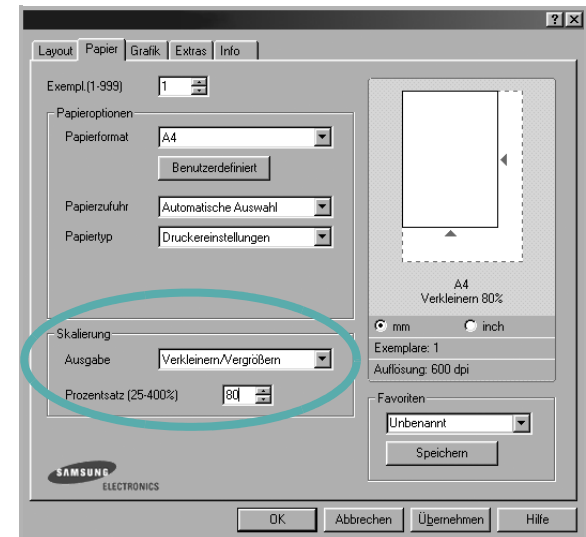 Layout Papier Grafik Extras Info
Exempl.(1-999) 1
Papieroptionen
Papierformat A4
Benutzerdefiniert
Papierzufuhr Automatische Auswahl
Papiertyp Druckereinstellungen
A4
Verkleinern 80%
mm inch
Exemplare: 1
Auflösung: 600 dpi
Skalierung
Ausgabe Verkleinern/Vergrößern
Prozentsatz (25-400%) 80
Favoriten
Unbenannt
Speichern
SAMSUNG
ELECTRONICS
OK Abbrechen Übernehmen Hilfe